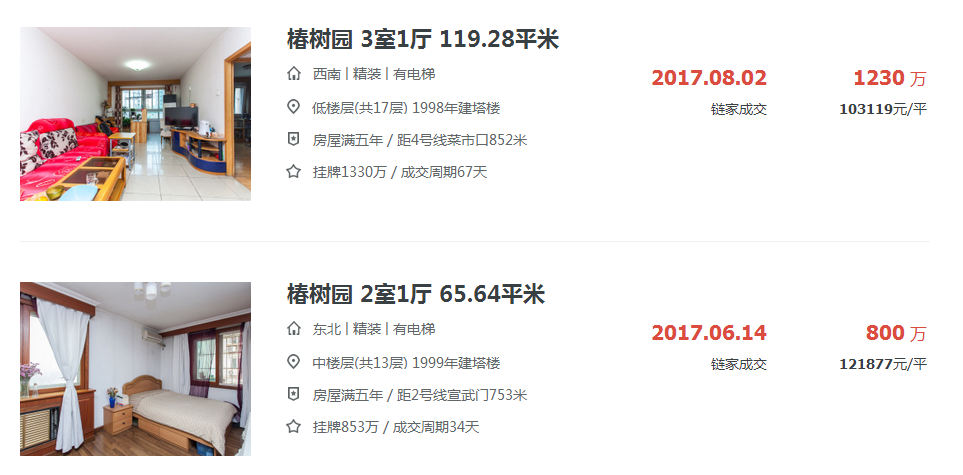 椿树园 3室1厅 119.28平米
西南 | 精装 | 有电梯
2017.08.02
1230 万
低楼层(共17层) 1998年建塔楼
链家成交
103119元/平
房屋满五年 / 距4号线菜市口852米
挂牌1330万 / 成交周期67天
椿树园 2室1厅 65.64平米
东北 | 精装 | 有电梯
2017.06.14
800 万
中楼层(共13层) 1999年建塔楼
链家成交
121877元/平
房屋满五年 / 距2号线宣武门753米
挂牌853万 / 成交周期34天